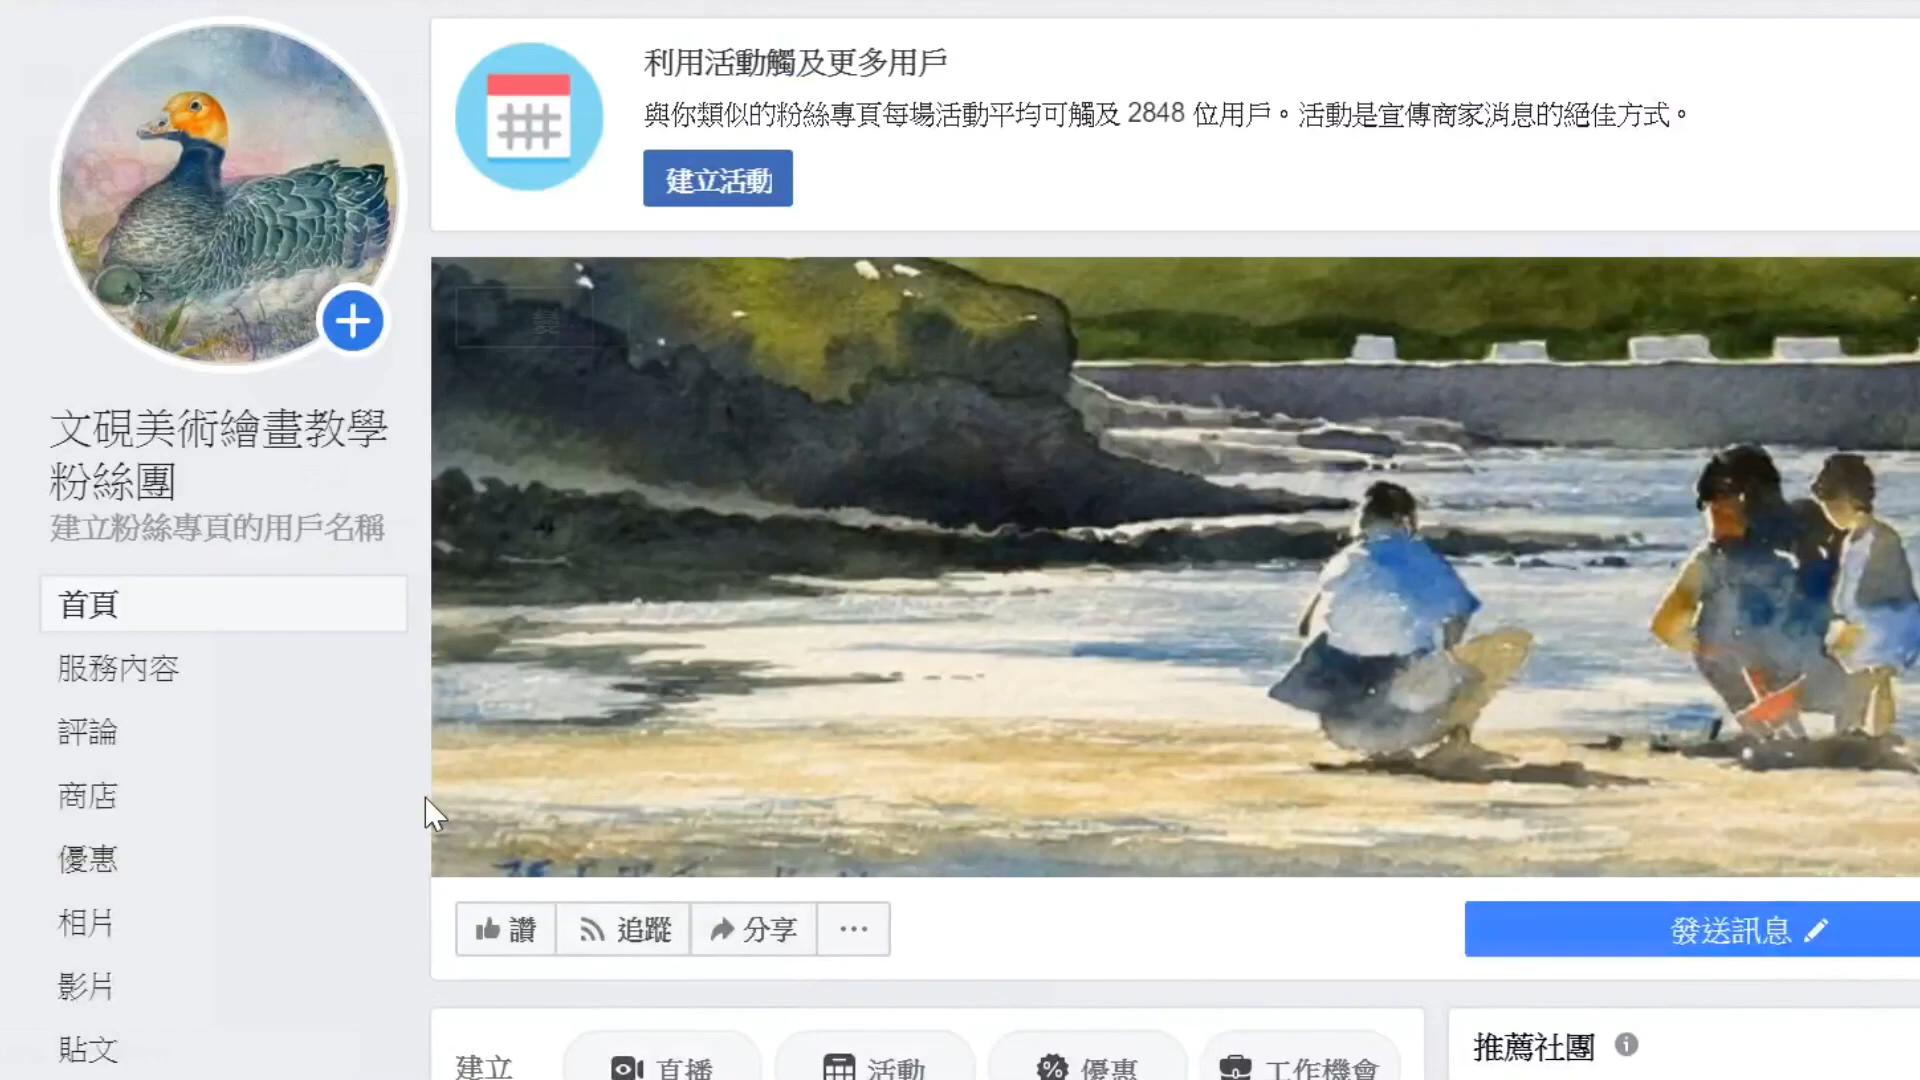 利用活動觸及更多用戶
與你類似的粉絲專頁每場活動平均可觸及 2848 位用戶。活動是宣傳商家消息的絕佳方式。
建立活動
文硯美術繪畫教學
粉絲團
建立粉絲專頁的用戶名稱
首頁
服務內容
評論
商店
優惠
相片
影片
貼文
讚
追蹤
分享
發送訊息
建立
直播
活動
優惠
工作機會
推薦社團